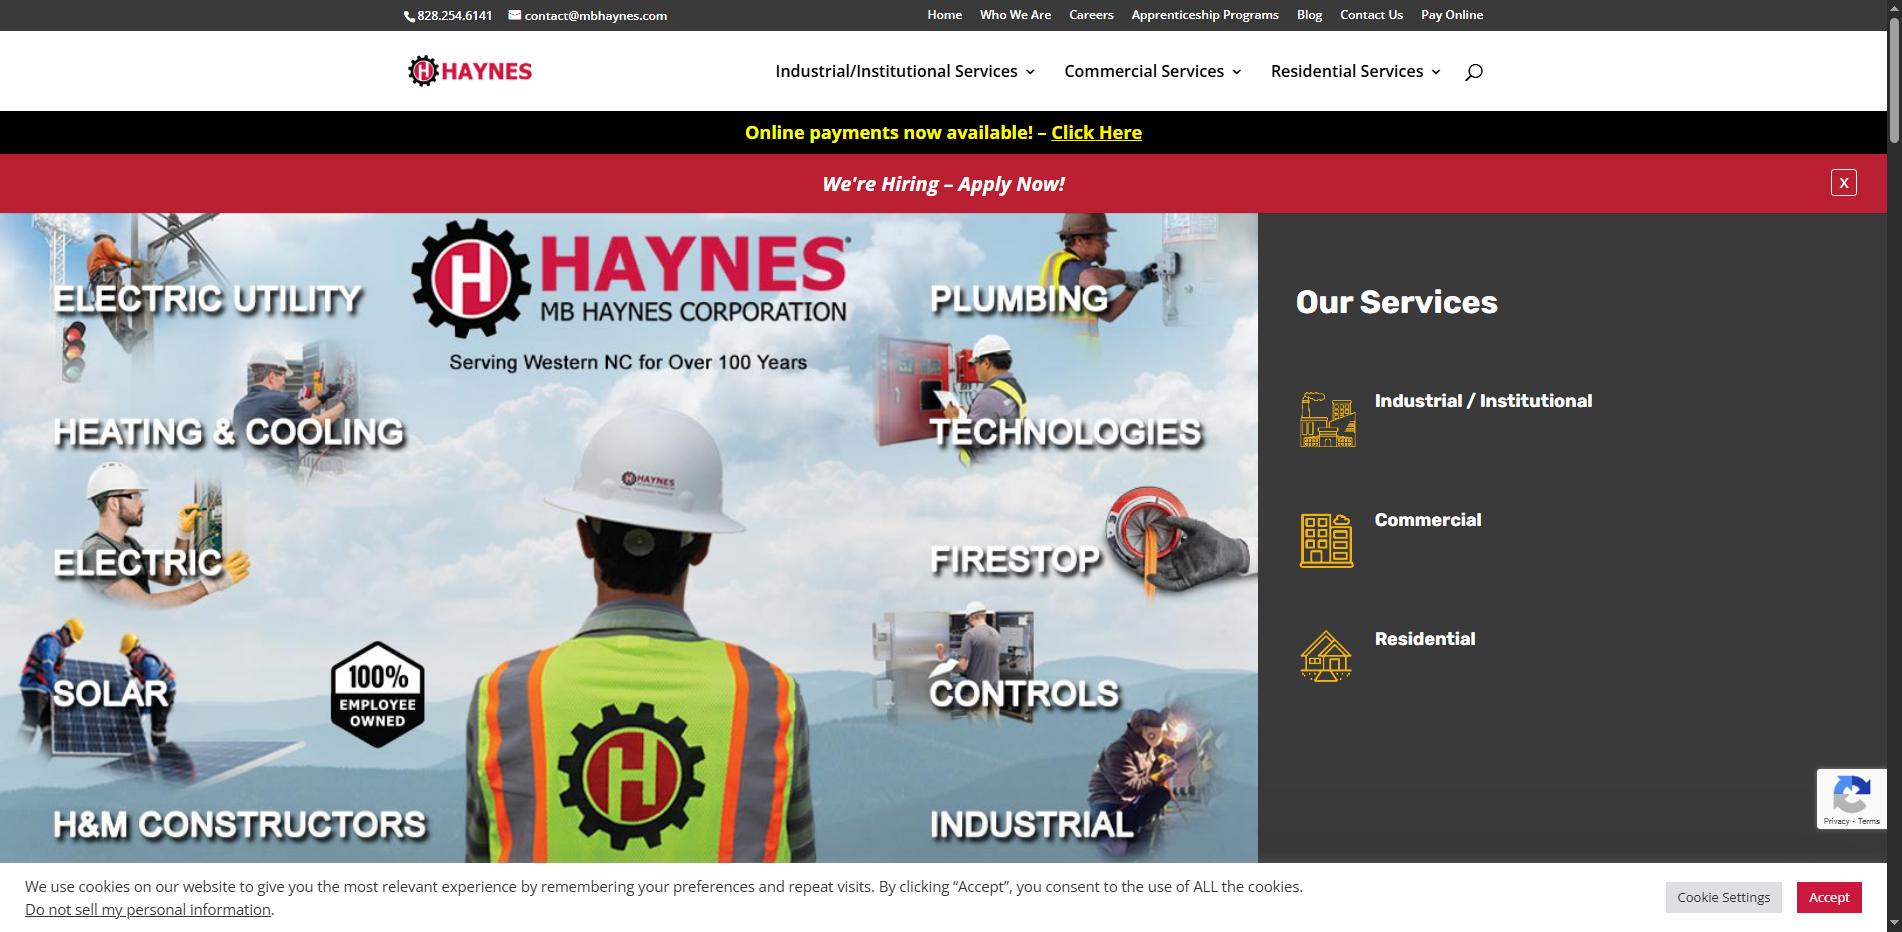 828.254.6141 contact@mbhaynes.com Home Who We Are Careers Apprenticeship Programs Blog Contact Us Pay Online
HAYNES Industrial/Institutional Services Commercial Services Residential Services
Online payments now available! – Click Here
We're Hiring – Apply Now!
X
HAYNES
MB HAYNES CORPORATION
Serving Western NC for Over 100 Years
ELECTRIC UTILITY
HEATING & COOLING
ELECTRIC
SOLAR
H&M CONSTRUCTORS
100%
EMPLOYEE
OWNED
HAYNES
H
PLUMBING
TECHNOLOGIES
FIRESTOP
CONTROLS
INDUSTRIAL
Our Services
Industrial / Institutional
Commercial
Residential
Privacy - Terms
We use cookies on our website to give you the most relevant experience by remembering your preferences and repeat visits. By clicking “Accept”, you consent to the use of ALL the cookies.
Do not sell my personal information.
Cookie Settings Accept